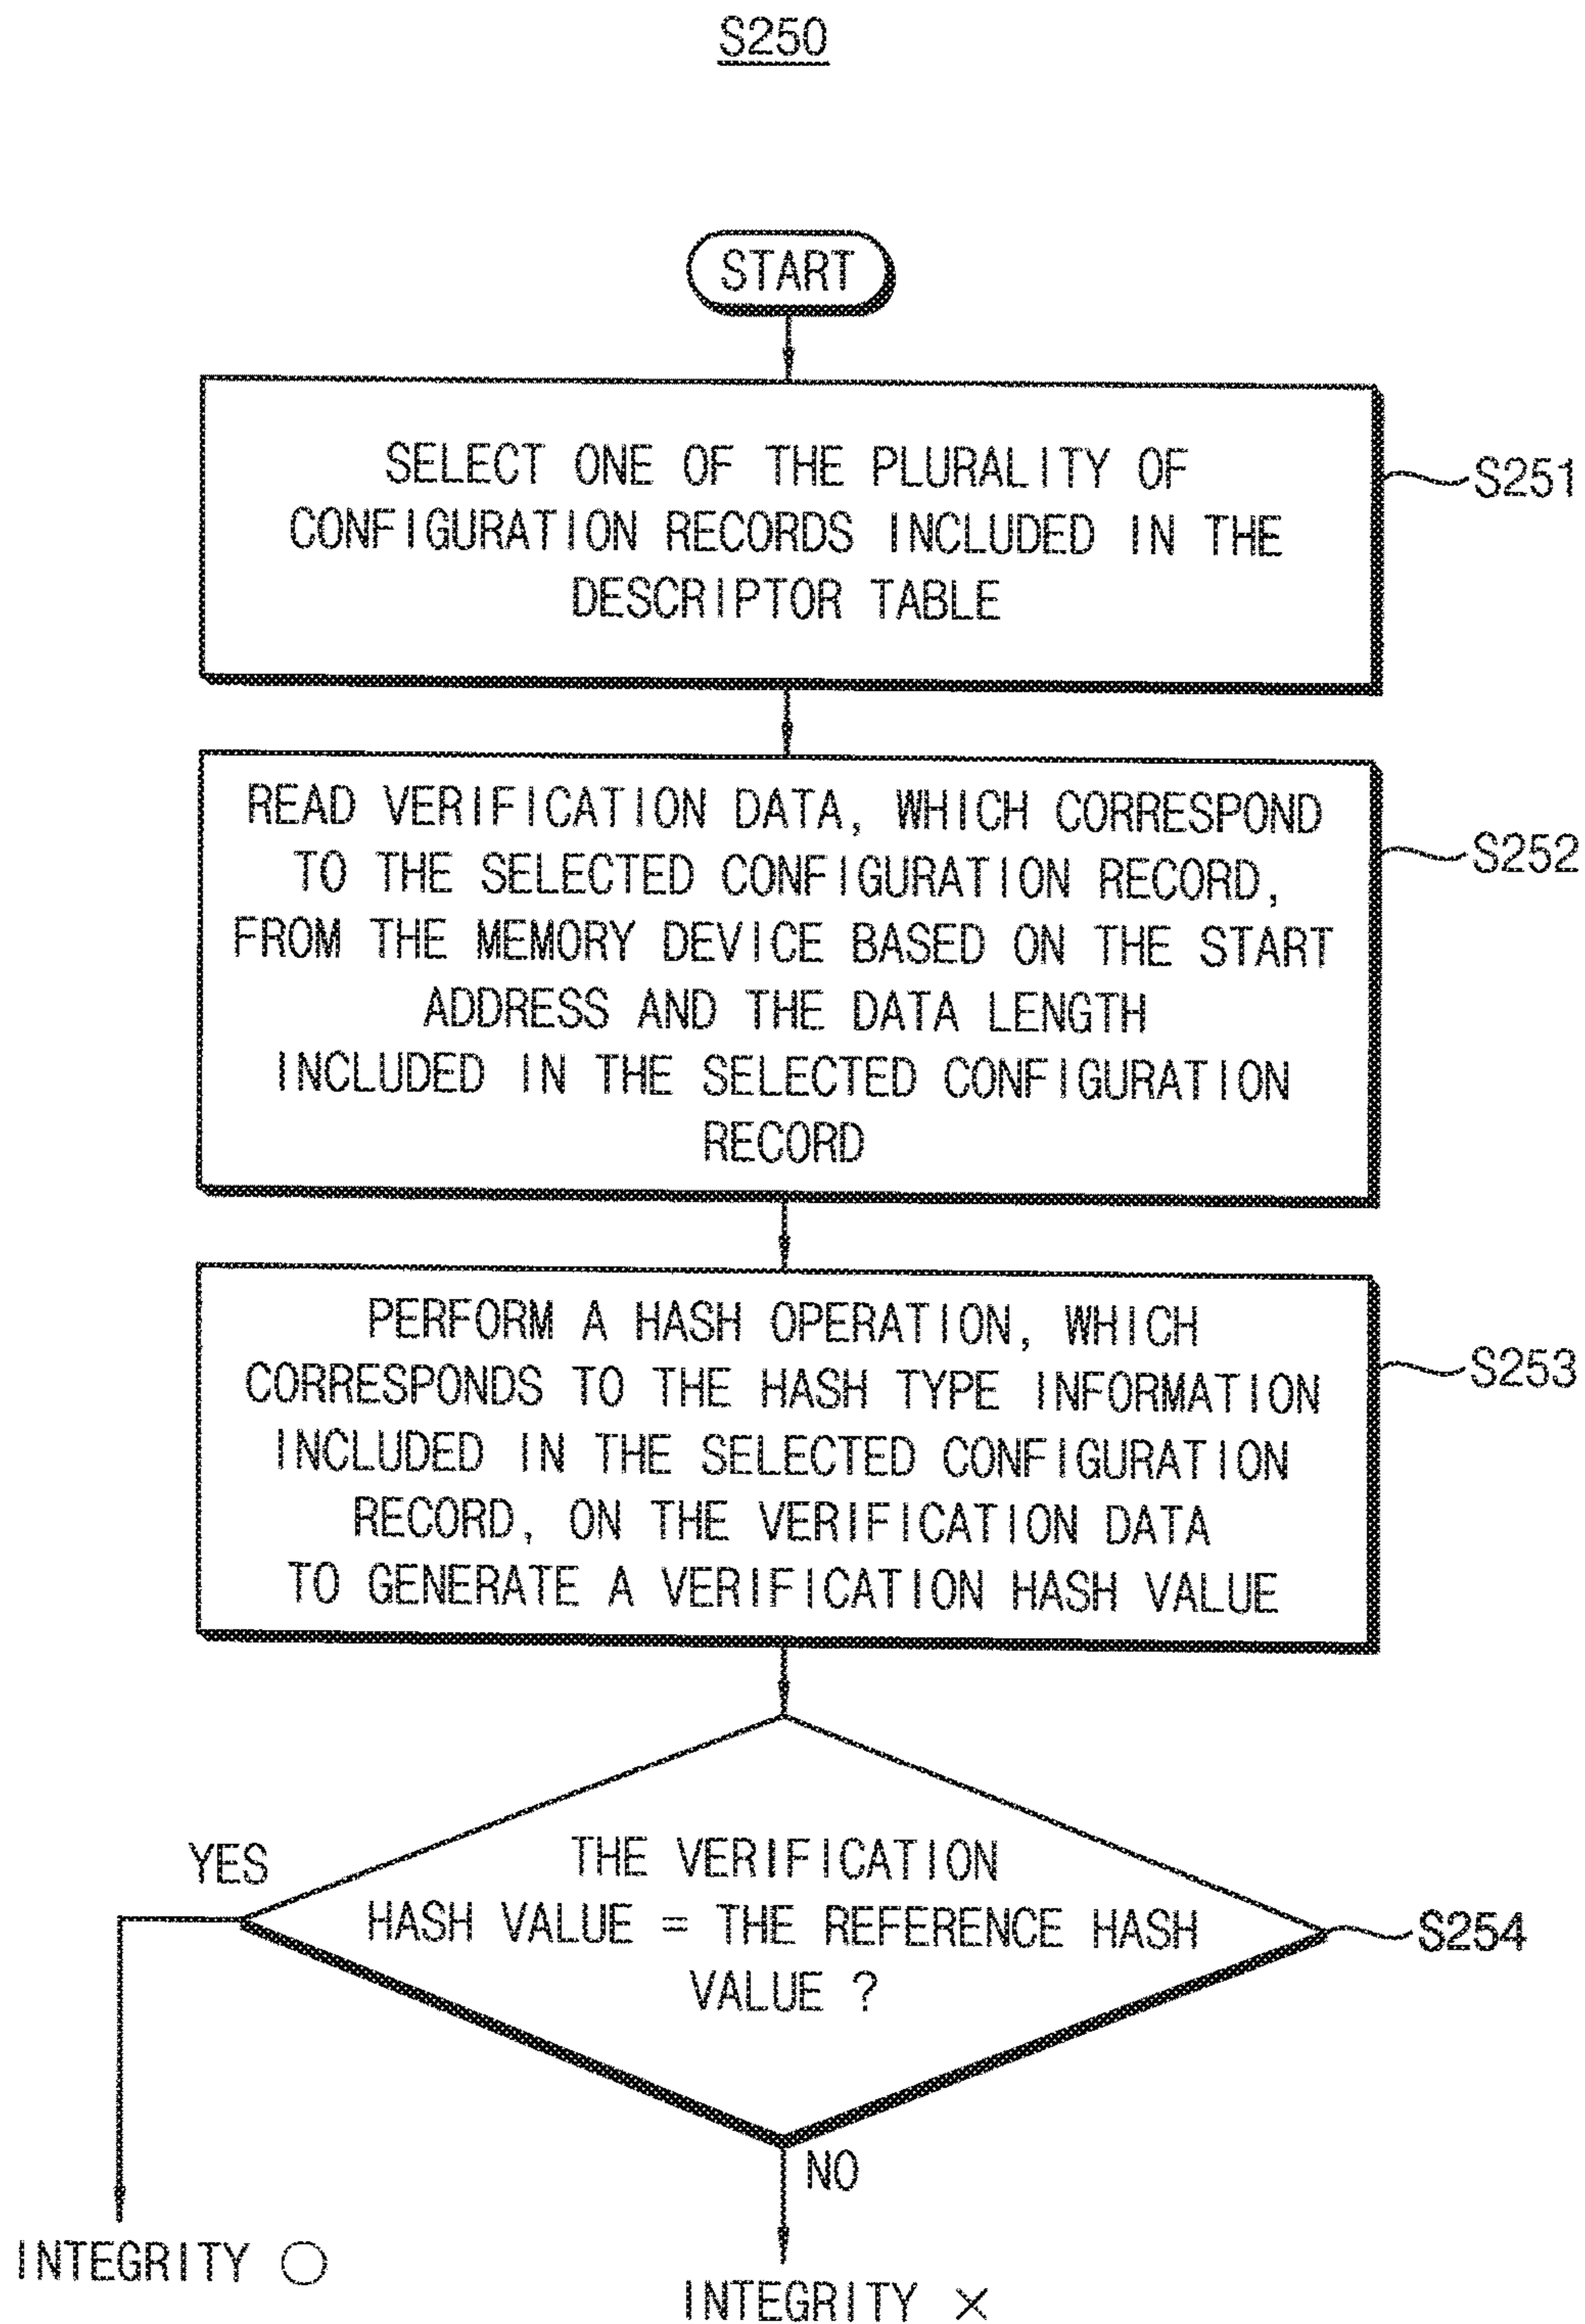 S250
START
SELECT ONE OF THE PLURALITY OF
CONFIGURATION RECORDS INCLUDED IN THE
DESCRIPTOR TABLE
S251
READ VERIFICATION DATA, WHICH CORRESPOND
TO THE SELECTED CONFIGURATION RECORD,
FROM THE MEMORY DEVICE BASED ON THE START
ADDRESS AND THE DATA LENGTH
INCLUDED IN THE SELECTED CONFIGURATION
RECORD
S252
PERFORM A HASH OPERATION, WHICH
CORRESPONDS TO THE HASH TYPE INFORMATION
INCLUDED IN THE SELECTED CONFIGURATION
RECORD, ON THE VERIFICATION DATA
TO GENERATE A VERIFICATION HASH VALUE
S253
YES
THE VERIFICATION
HASH VALUE = THE REFERENCE HASH
VALUE ?
S254
NO
INTEGRITY ○
INTEGRITY ×